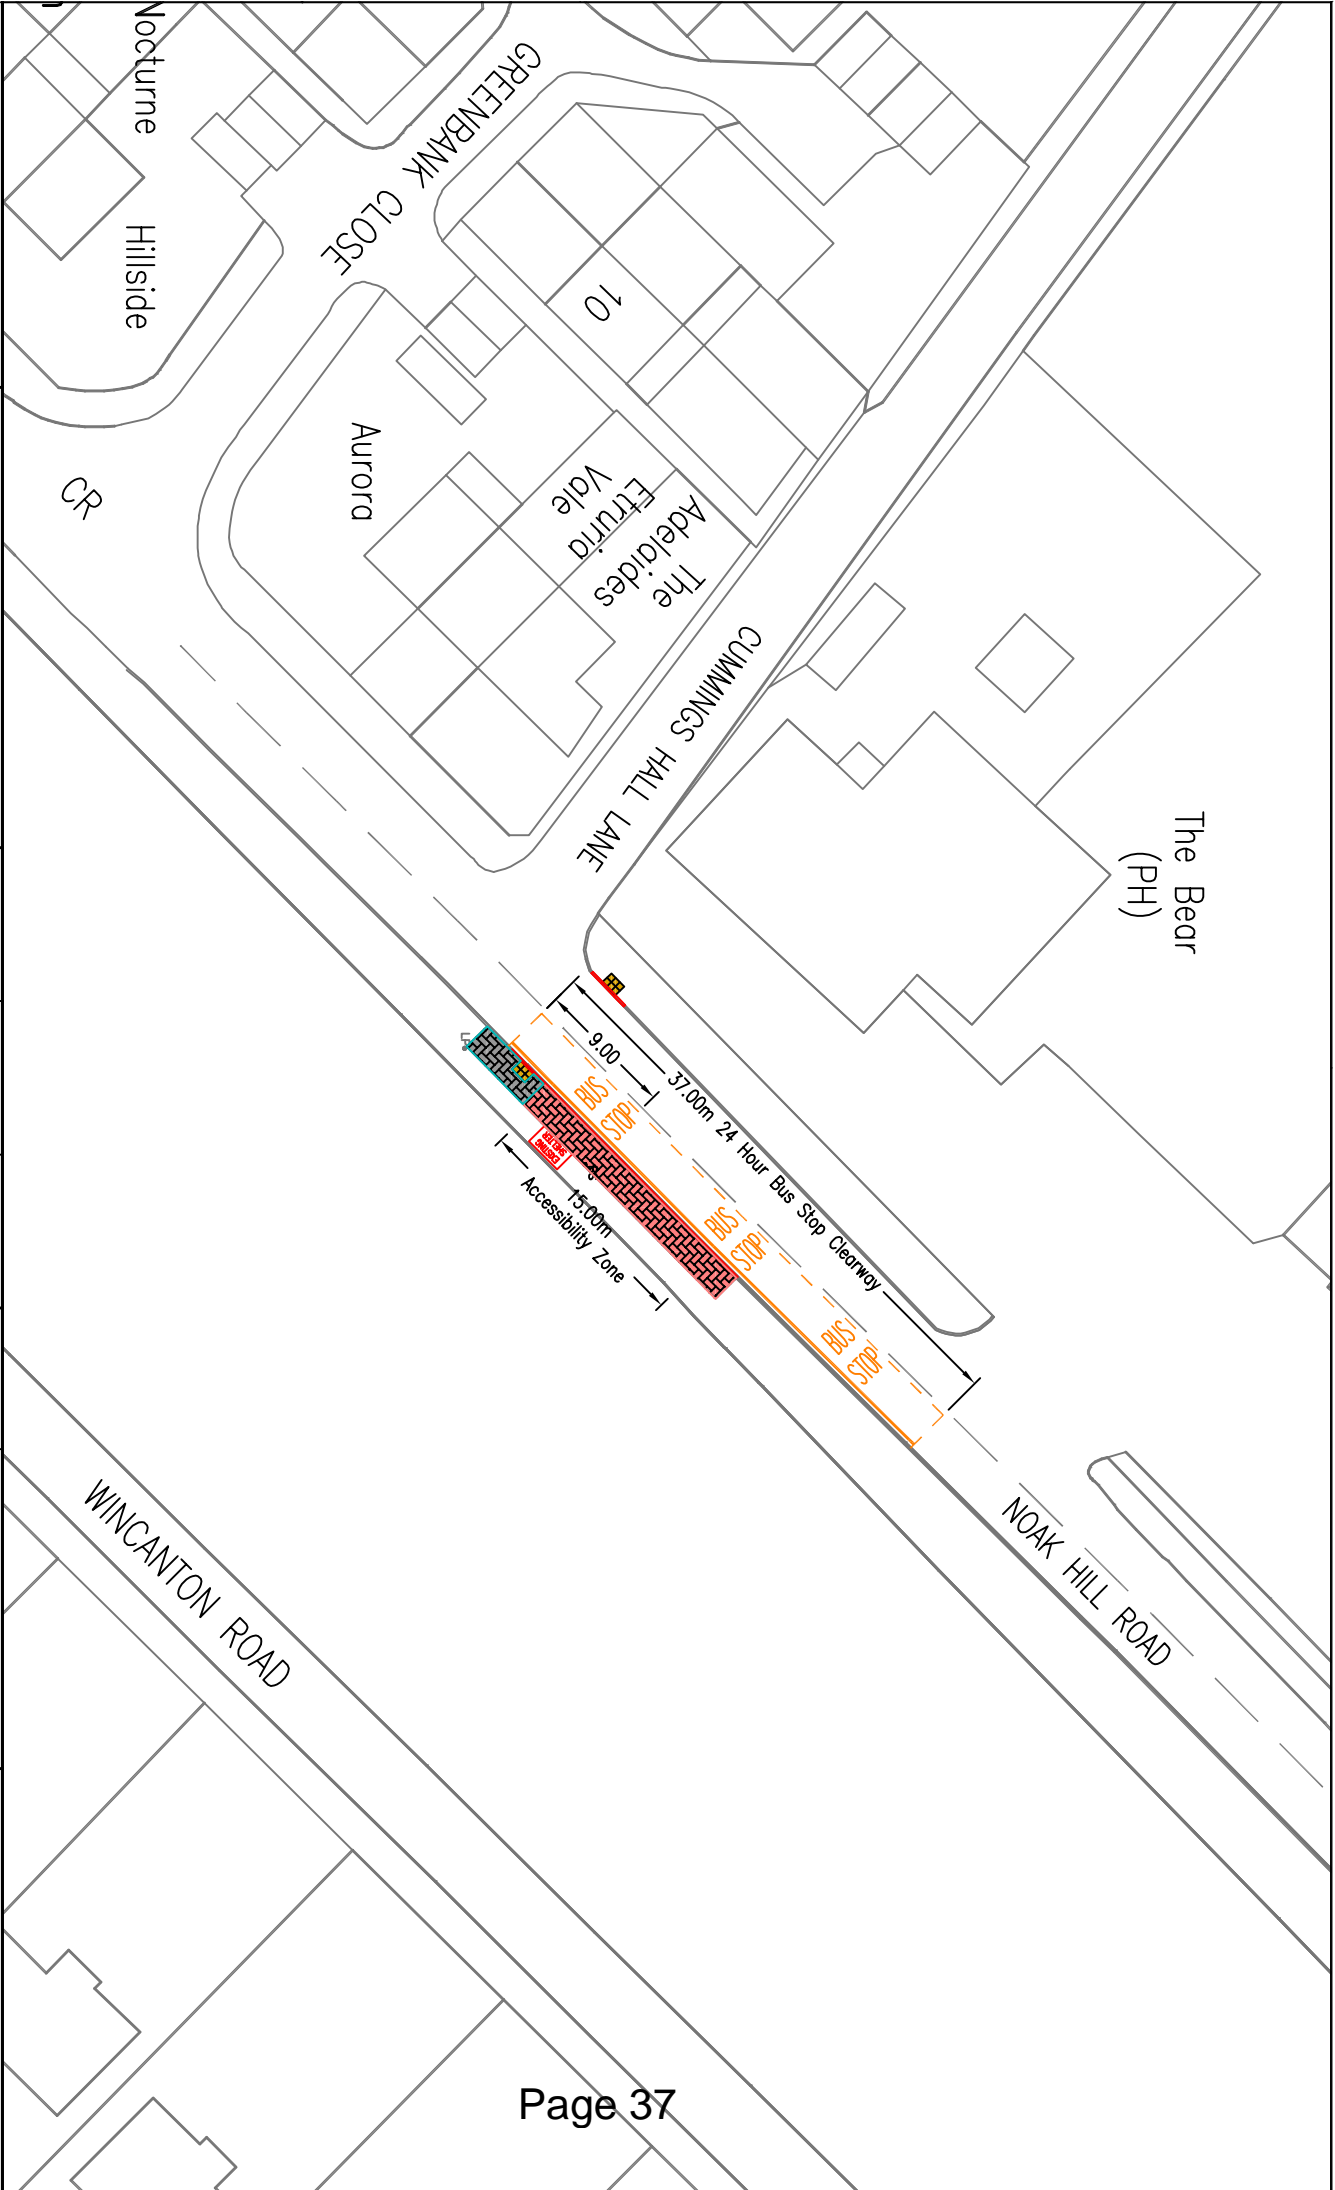 Nocturne
Hillside
GREENBANK CLOSE
10
Aurora
CR
Vale
Etruria
Adelaides
The
CUMMINGS HALL LANE
The Bear
(PH)
9.00
37.00m 24 Hour Bus Stop Clearway
BUS
STOP
BUS
STOP
BUS
STOP
EXISTING
SHELTER
15.00m
Accessibility Zone
NOAK HILL ROAD
WINCANTON ROAD
Page 37